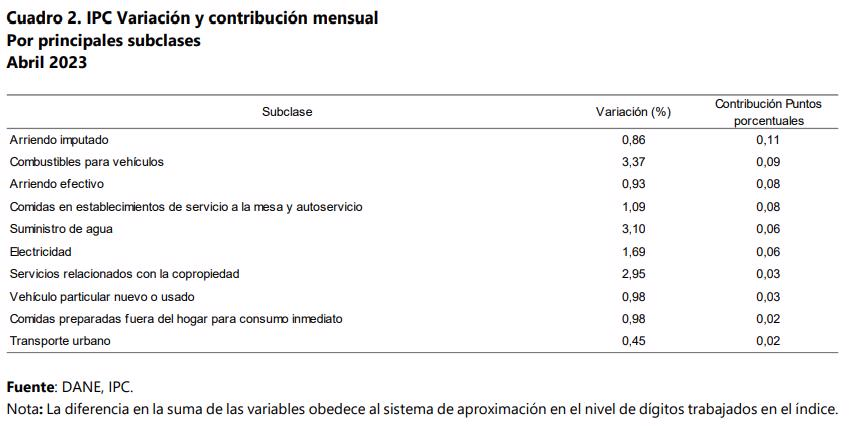 Cuadro 2. IPC Variación y contribución mensual
Por principales subclases
Abril 2023
Subclase Variación (%) Contribución Puntos porcentuales
Arriendo imputado 0,86 0,11
Combustibles para vehículos 3,37 0,09
Arriendo efectivo 0,93 0,08
Comidas en establecimientos de servicio a la mesa y autoservicio 1,09 0,08
Suministro de agua 3,10 0,06
Electricidad 1,69 0,06
Servicios relacionados con la copropiedad 2,95 0,03
Vehículo particular nuevo o usado 0,98 0,03
Comidas preparadas fuera del hogar para consumo inmediato 0,98 0,02
Transporte urbano 0,45 0,02
Fuente: DANE, IPC.
Nota: La diferencia en la suma de las variables obedece al sistema de aproximación en el nivel de dígitos trabajados en el índice.